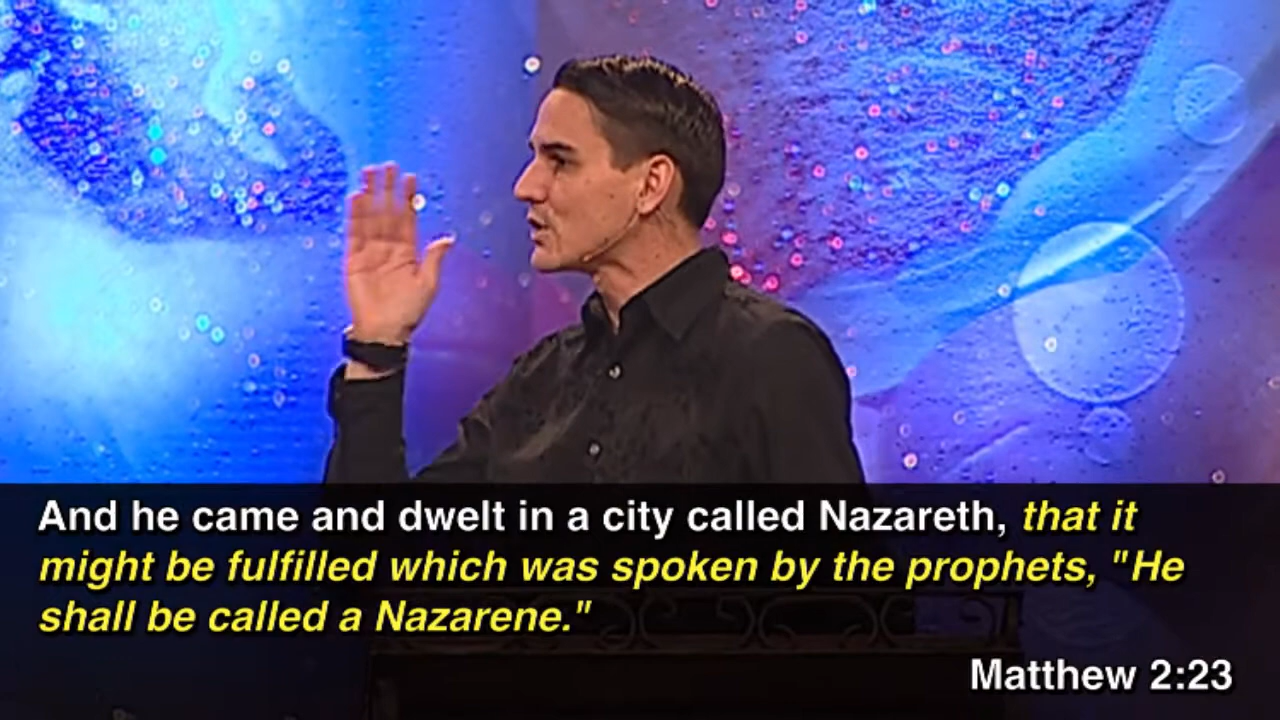 And he came and dwelt in a city called Nazareth, that it
might be fulfilled which was spoken by the prophets, "He
shall be called a Nazarene."
Matthew 2:23